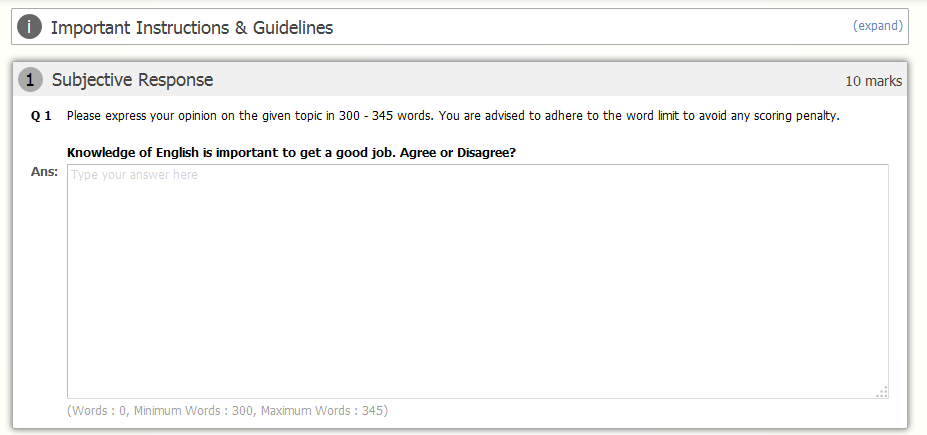 i Important Instructions & Guidelines (expand)
1 Subjective Response 10 marks
Q 1 Please express your opinion on the given topic in 300 - 345 words. You are advised to adhere to the word limit to avoid any scoring penalty.
Knowledge of English is important to get a good job. Agree or Disagree?
Ans: Type your answer here
(Words : 0, Minimum Words : 300, Maximum Words : 345)